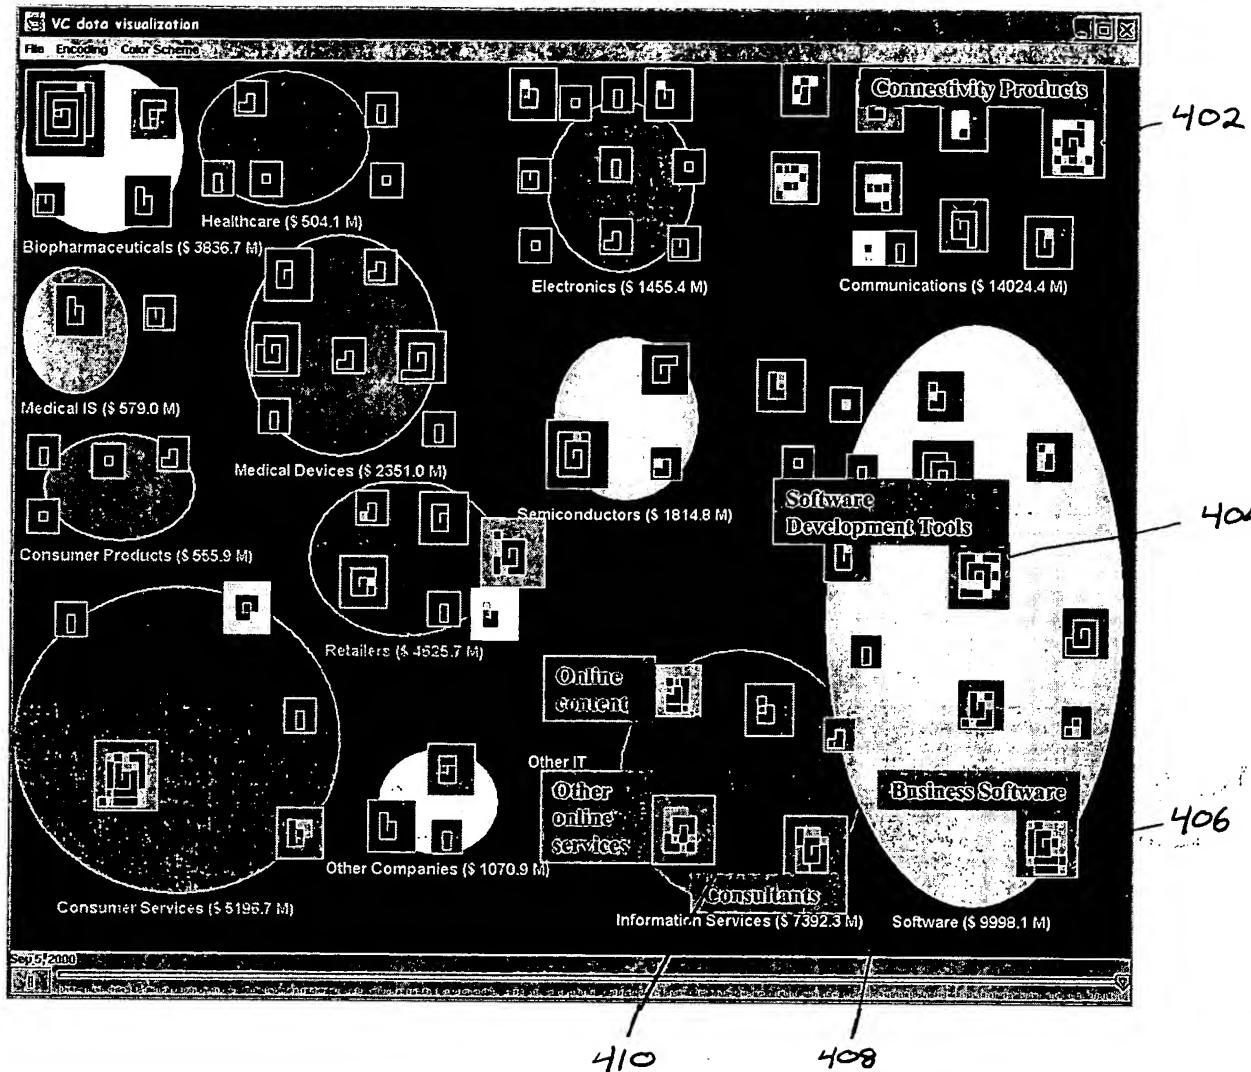 VC data visualization
File Encoding Color Scheme
Connectivity Products
402
Healthcare ($ 504.1 M)
Biopharmaceuticals ($ 3836.7 M)
Electronics ($ 1455.4 M)
Communications ($ 14024.4 M)
Medical IS ($ 579.0 M)
Medical Devices ($ 2351.0 M)
Software
Development Tools
Semiconductors ($ 1814.8 M)
Consumer Products ($ 555.9 M)
Retailers ($ 4625.7 M)
Online
content
Other IT
Other
online
services
Business Software
406
Other Companies ($ 1070.9 M)
Consultants
Consumer Services ($ 5196.7 M)
Information Services ($ 7392.3 M)
Software ($ 9998.1 M)
Sep 5, 2000
410
408